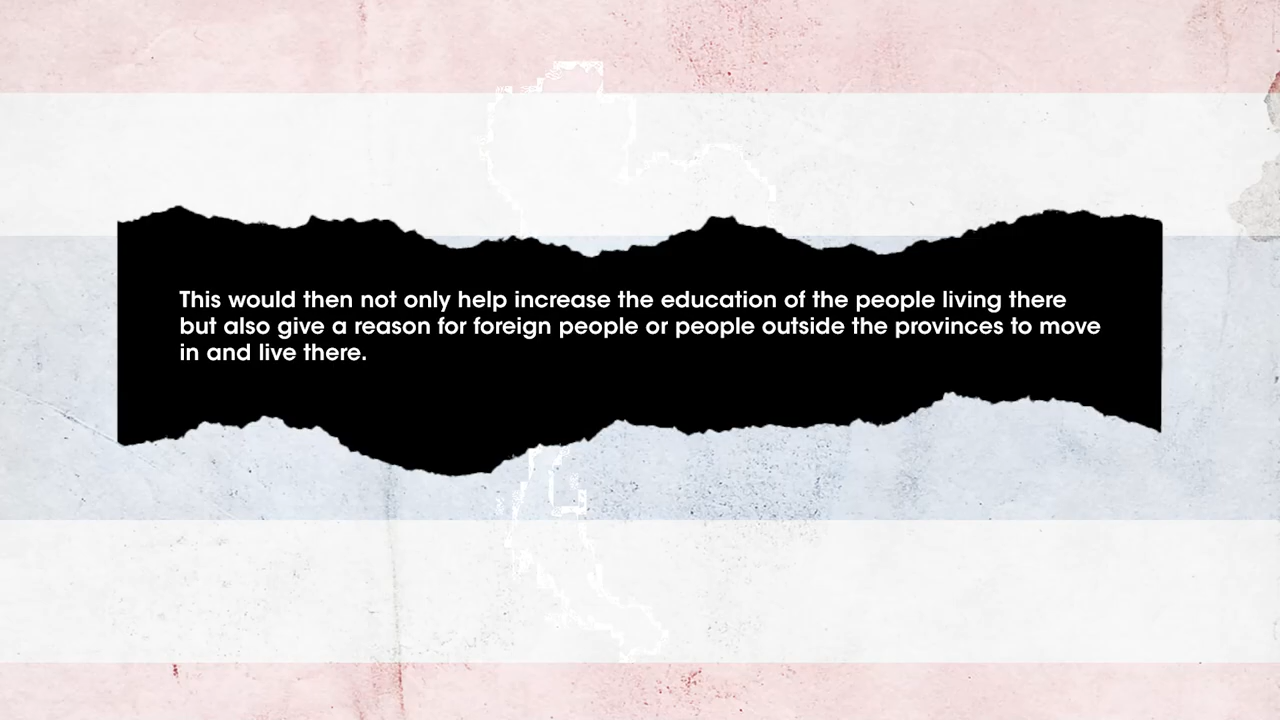 This would then not only help increase the education of the people living there
but also give a reason for foreign people or people outside the provinces to move
in and live there.